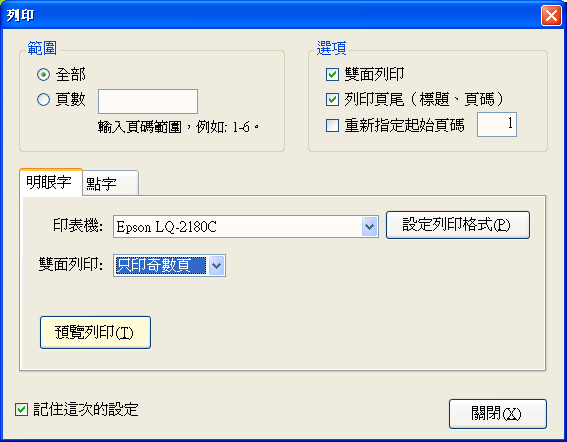 列印
範圍
全部
頁數
輸入頁碼範圍，例如: 1-6。
選項
雙面列印
列印頁尾（標題、頁碼）
重新指定起始頁碼 1
明眼字 點字
印表機: Epson LQ-2180C 設定列印格式(P)
雙面列印: 只印奇數頁
預覽列印(T)
記住這次的設定
關閉(X)